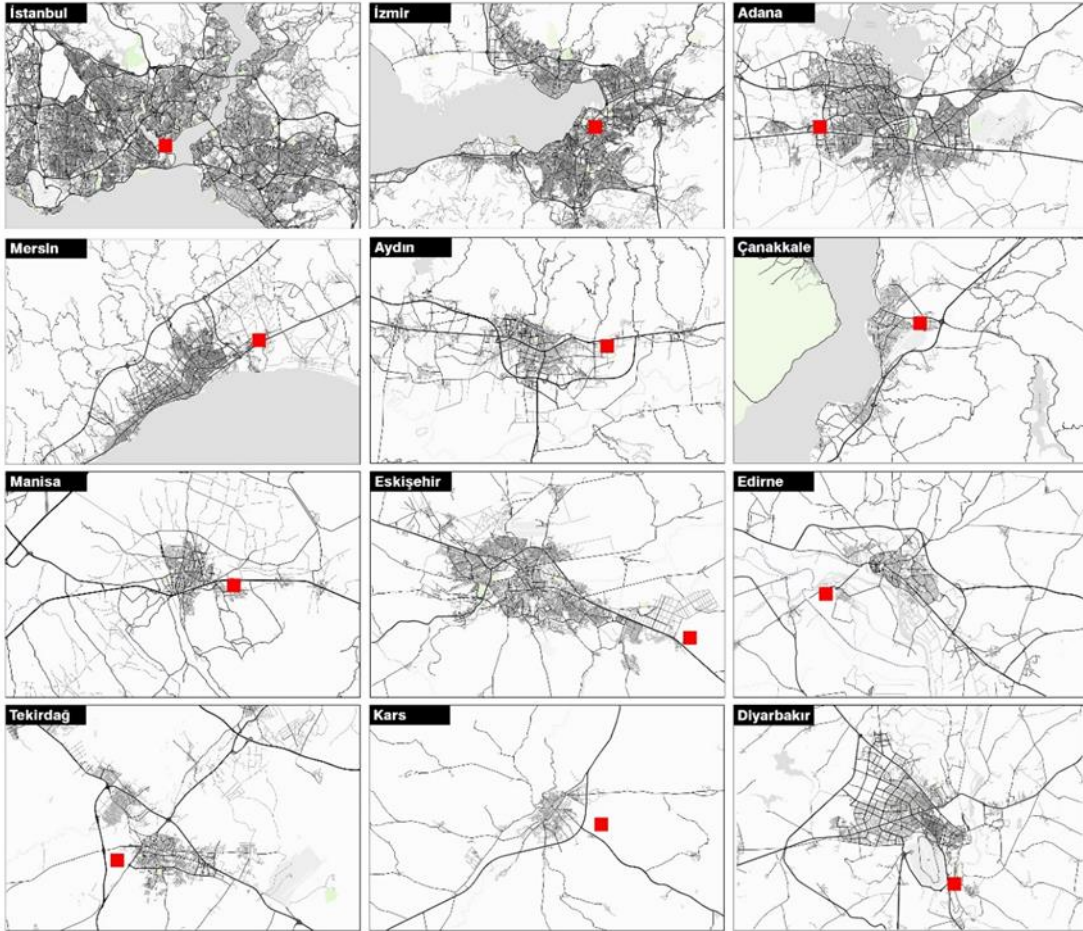 İstanbul
İzmir
Adana
Mersin
Aydın
Çanakkale
Manisa
Eskişehir
Edirne
Tekirdağ
Kars
Diyarbakır